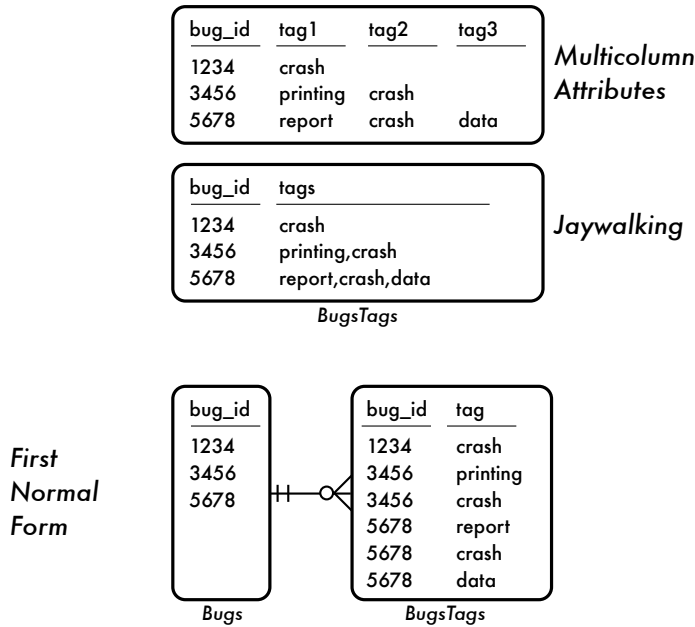 bug_id tag1 tag2 tag3
1234 crash
3456 printing crash
5678 report crash data
Multicolumn
Attributes
bug_id tags
1234 crash
3456 printing,crash
5678 report,crash,data
Jaywalking
BugsTags
First
Normal
Form
bug_id
1234
3456
5678
Bugs
bug_id tag
1234 crash
3456 printing
3456 crash
5678 report
5678 crash
5678 data
BugsTags